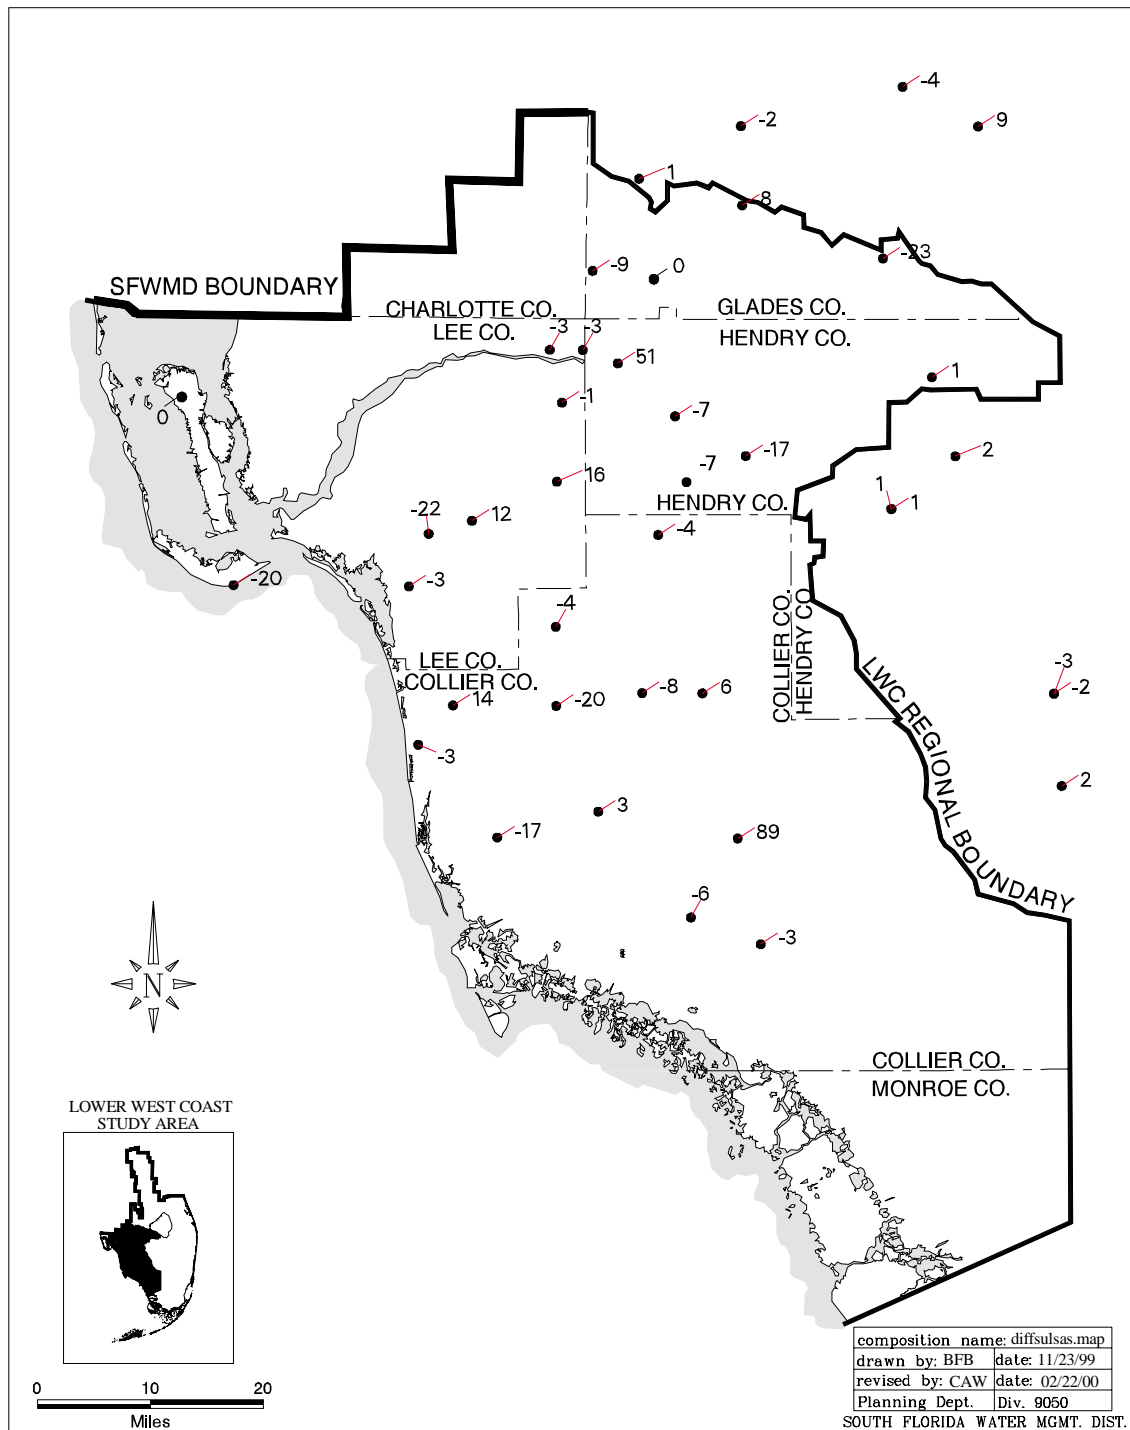 -4
-2
9
1
8
-23
-9
0
SFWMD BOUNDARY
CHARLOTTE CO.
GLADES CO.
LEE CO.
HENDRY CO.
-3
-3
51
1
0
-1
-7
-17
2
-7
16
HENDRY CO.
1
1
-22
12
-4
-20
-3
-4
COLLIER CO.
HENDRY CO.
LEE CO.
COLLIER CO.
LWC REGIONAL BOUNDARY
-3
-2
14
-20
-8
6
-3
2
3
-17
89
-6
-3
N
COLLIER CO.
MONROE CO.
LOWER WEST COAST
STUDY AREA
0 10 20
Miles
composition name: diffsulsas.map
drawn by: BFB date: 11/23/99
revised by: CAW date: 02/22/00
Planning Dept. Div. 9050
SOUTH FLORIDA WATER MGMT. DIST.